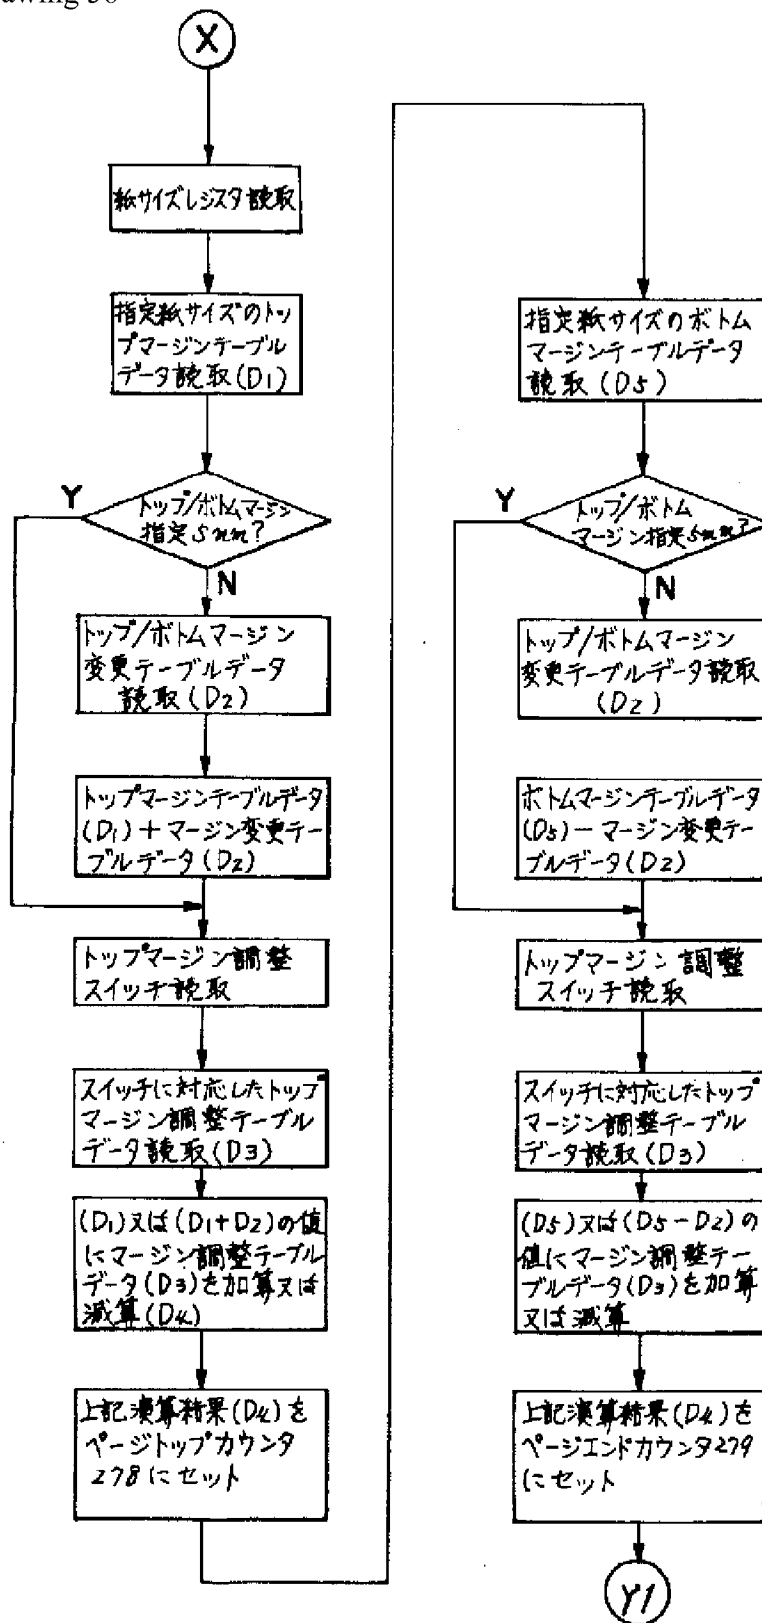 awing 50
X
紙サイズレジスタ読取
指定紙サイズのトッ
プマージンテーブル
データ読取(D1)
Y
トップ/ボトムマージン
指定5mm?
N
トップ/ボトムマージン
変更テーブルデータ
読取(D2)
トップマージンテーブルデータ
(D1)+マージン変更テー
ブルデータ(D2)
トップマージン調整
スイッチ読取
スイッチに対応したトップ
マージン調整テーブル
データ読取(D3)
(D1)又は(D1+D2)の値
にマージン調整テーブル
データ(D3)を加算又は
減算(D4)
上記演算結果(D4)を
ページトップカウンタ
278にセット
指定紙サイズのボトム
マージンテーブルデータ
読取(D5)
Y
トップ/ボトム
マージン指定5mm?
N
トップ/ボトムマージン
変更テーブルデータ読取
(D2)
ボトムマージンテーブルデータ
(D5)-マージン変更テー
ブルデータ(D2)
トップマージン調整
スイッチ読取
スイッチに対応したトップ
マージン調整テーブル
データ読取(D3)
(D5)又は(D5-D2)の
値にマージン調整テー
ブルデータ(D3)を加算
又は減算
上記演算結果(D4)を
ページエンドカウンタ279
にセット
Y1